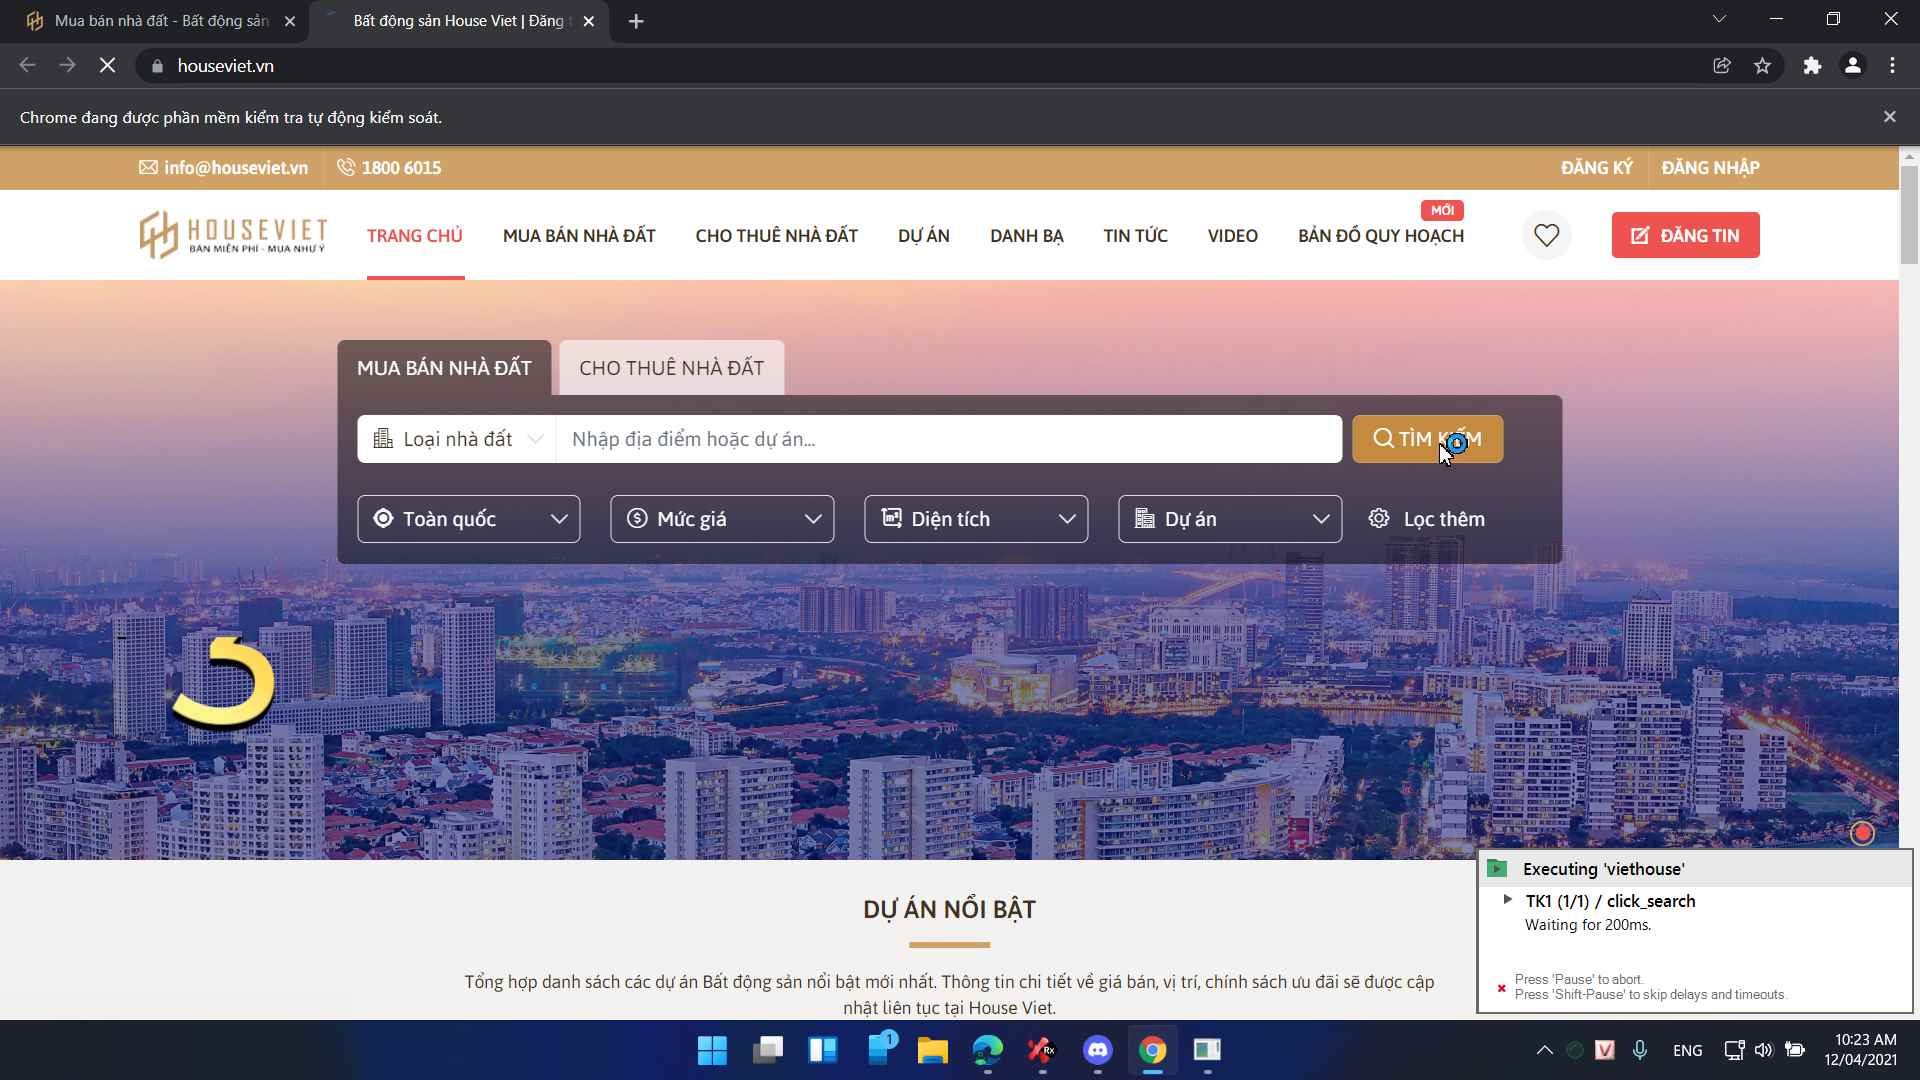 Mua bán nhà đất - Bất động sản
Bất động sản House Viet | Đăng t
houseviet.vn
Chrome đang được phần mềm kiểm tra tự động kiểm soát.
info@houseviet.vn
1800 6015
ĐĂNG KÝ
ĐĂNG NHẬP
HOUSEVIET
BÁN MIỄN PHÍ - MUA NHƯ Ý
TRANG CHỦ
MUA BÁN NHÀ ĐẤT
CHO THUÊ NHÀ ĐẤT
DỰ ÁN
DANH BẠ
TIN TỨC
VIDEO
MỚI
BẢN ĐỒ QUY HOẠCH
ĐĂNG TIN
MUA BÁN NHÀ ĐẤT
CHO THUÊ NHÀ ĐẤT
Loại nhà đất
Nhập địa điểm hoặc dự án...
TÌM KIẾM
Toàn quốc
Mức giá
Diện tích
Dự án
Lọc thêm
DỰ ÁN NỔI BẬT
Tổng hợp danh sách các dự án Bất động sản nổi bật mới nhất. Thông tin chi tiết về giá bán, vị trí, chính sách ưu đãi sẽ được cập
nhật liên tục tại House Viet.
Executing 'viethouse'
TK1 (1/1) / click_search
Waiting for 200ms.
Press 'Pause' to abort.
Press 'Shift-Pause' to skip delays and timeouts.
1
Rx
V
ENG
10:23 AM
12/04/2021